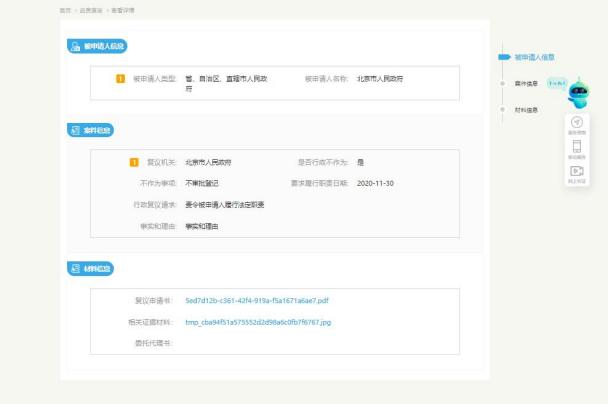 首页 > 办件查询 > 查看详情
被申请人信息
被申请人类型: 省、自治区、直辖市人民政府
被申请人名称: 北京市人民政府
案件信息
复议机关: 北京市人民政府
是否行政不作为: 是
不作为事项: 不审批登记
要求履行职责日期: 2020-11-30
行政复议请求: 责令被申请人履行法定职责
事实和理由: 事实和理由
材料信息
复议申请书: 5ed7d12b-c361-42f4-919a-f5a1671a6ae7.pdf
相关证据材料: tmp_cba94f51a575552d2d98a6c0fb7f6767.jpg
委托代理书:
被申请人信息
案件信息
材料信息